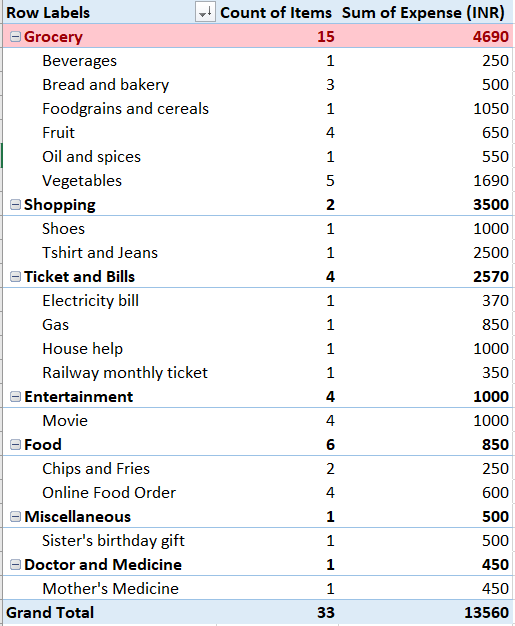 Row Labels Count of Items Sum of Expense (INR)
Grocery 15 4690
Beverages 1 250
Bread and bakery 3 500
Foodgrains and cereals 1 1050
Fruit 4 650
Oil and spices 1 550
Vegetables 5 1690
Shopping 2 3500
Shoes 1 1000
Tshirt and Jeans 1 2500
Ticket and Bills 4 2570
Electricity bill 1 370
Gas 1 850
House help 1 1000
Railway monthly ticket 1 350
Entertainment 4 1000
Movie 4 1000
Food 6 850
Chips and Fries 2 250
Online Food Order 4 600
Miscellaneous 1 500
Sister's birthday gift 1 500
Doctor and Medicine 1 450
Mother's Medicine 1 450
Grand Total 33 13560